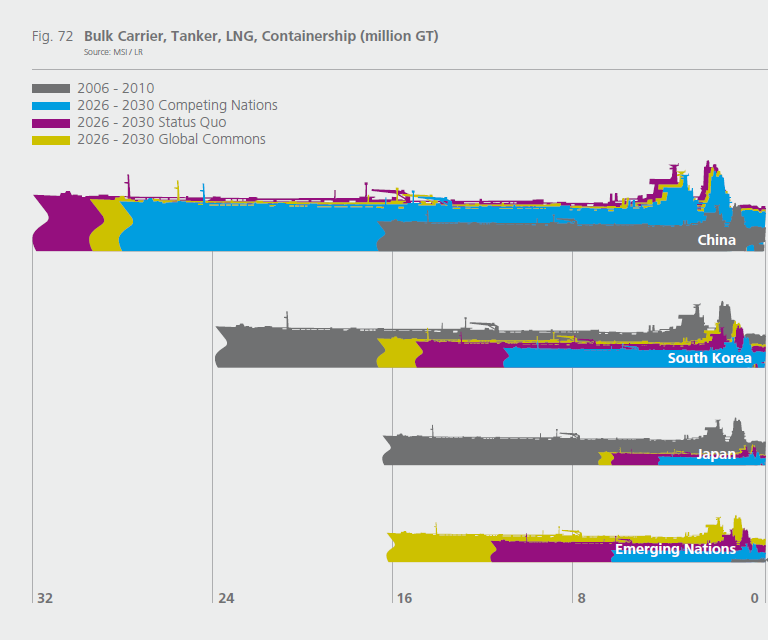 Fig. 72 Bulk Carrier, Tanker, LNG, Containership (million GT)
Source: MSI / LR
2006 - 2010
2026 - 2030 Competing Nations
2026 - 2030 Status Quo
2026 - 2030 Global Commons
China
South Korea
Japan
Emerging Nations
32 24 16 8 0